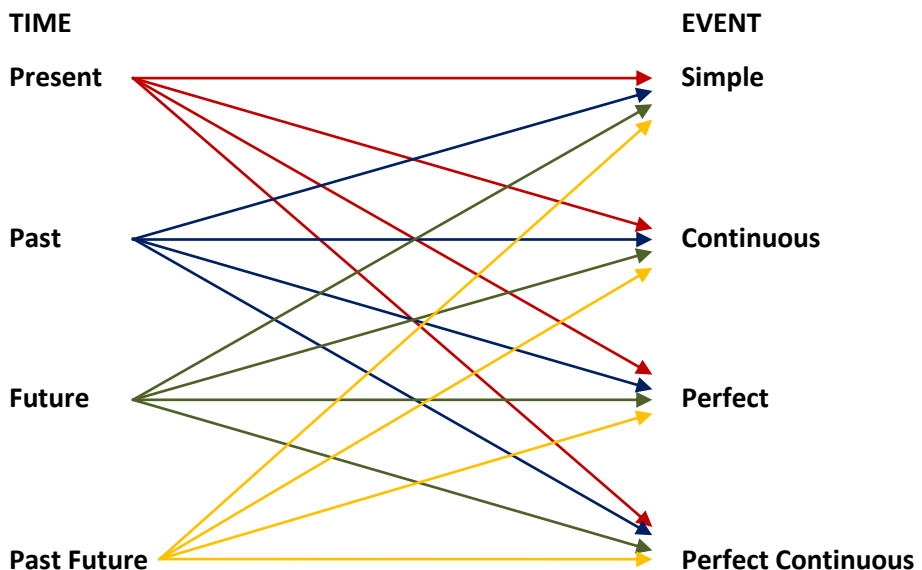 TIME EVENT
Present Simple
Past Continuous
Future Perfect
Past Future Perfect Continuous